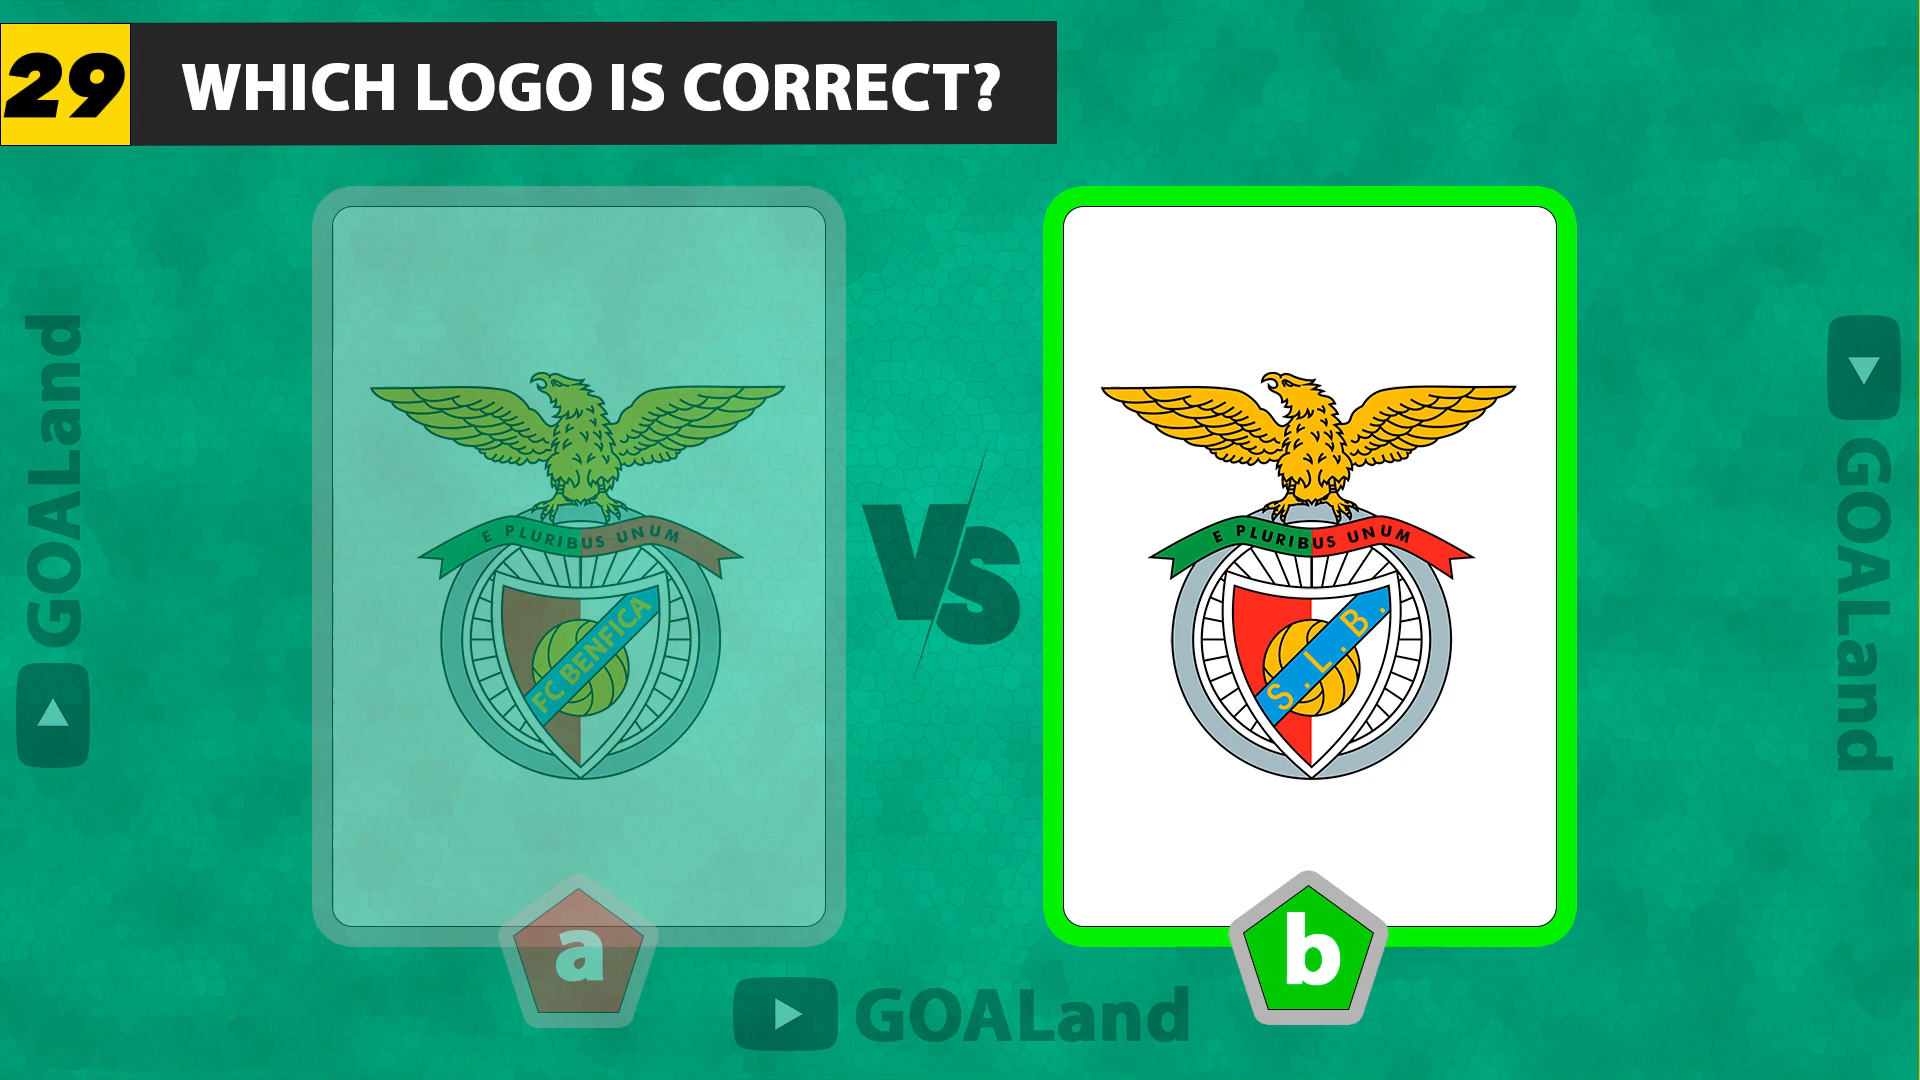 29
WHICH LOGO IS CORRECT?
GOALand
E PLURIBUS UNUM
FC BENFICA
a
VS
E PLURIBUS UNUM
S.L.B.
b
GOALand
GOALand